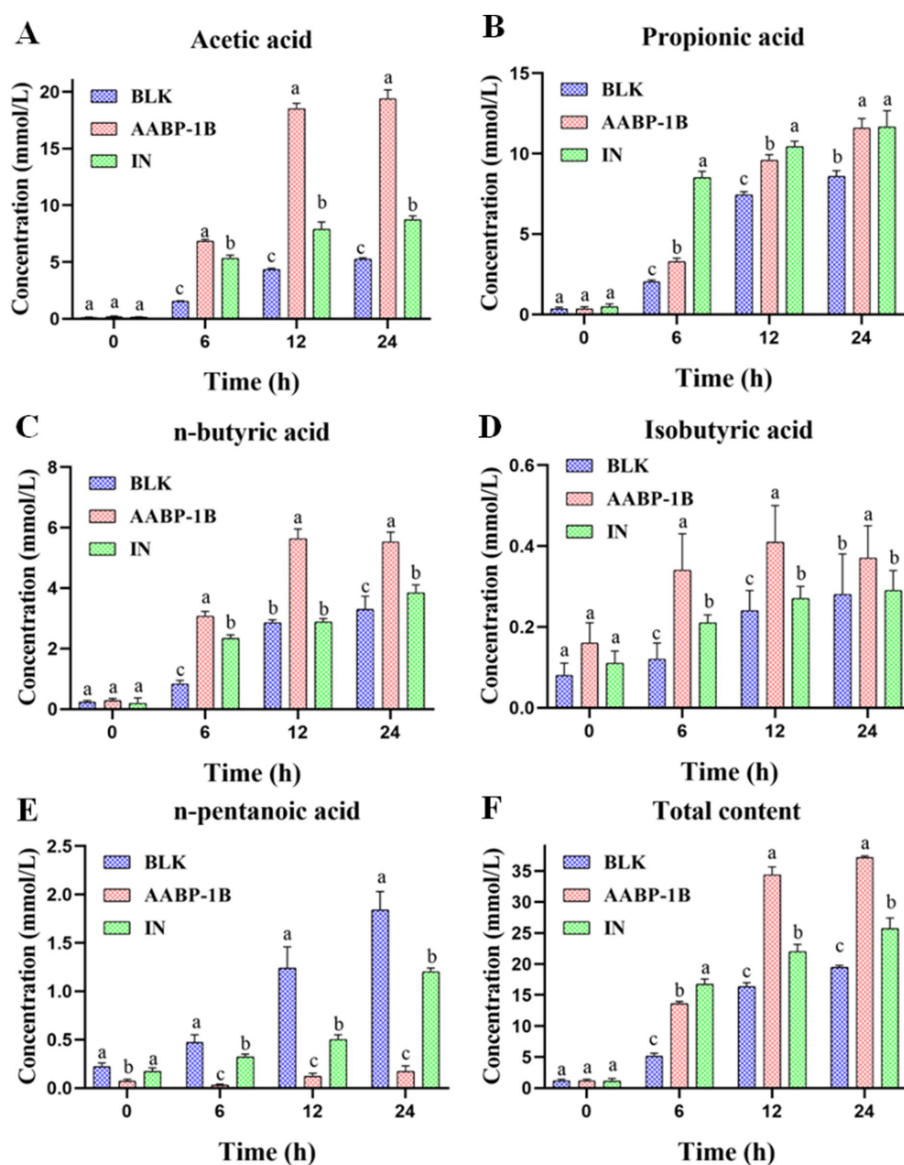 A
Acetic acid
Concentration (mmol/L)
20
15
10
5
0
BLK
AABP-1B
IN
a a a
c a b
c a b
c a b
0 6 12 24
Time (h)
B
Propionic acid
Concentration (mmol/L)
15
10
5
0
BLK
AABP-1B
IN
a a a
c b a
c b a
b a a
0 6 12 24
Time (h)
C
n-butyric acid
Concentration (mmol/L)
8
6
4
2
0
BLK
AABP-1B
IN
a a a
c a b
b a b
c a b
0 6 12 24
Time (h)
D
Isobutyric acid
Concentration (mmol/L)
0.6
0.4
0.2
0.0
BLK
AABP-1B
IN
a a a
c a b
c a b
b a b
0 6 12 24
Time (h)
E
n-pentanoic acid
Concentration (mmol/L)
2.5
2.0
1.5
1.0
0.5
0.0
BLK
AABP-1B
IN
a b a
a c b
a c b
a c b
0 6 12 24
Time (h)
F
Total content
Concentration (mmol/L)
35
30
25
20
15
10
5
0
BLK
AABP-1B
IN
a a a
c b a
c a b
c a b
0 6 12 24
Time (h)